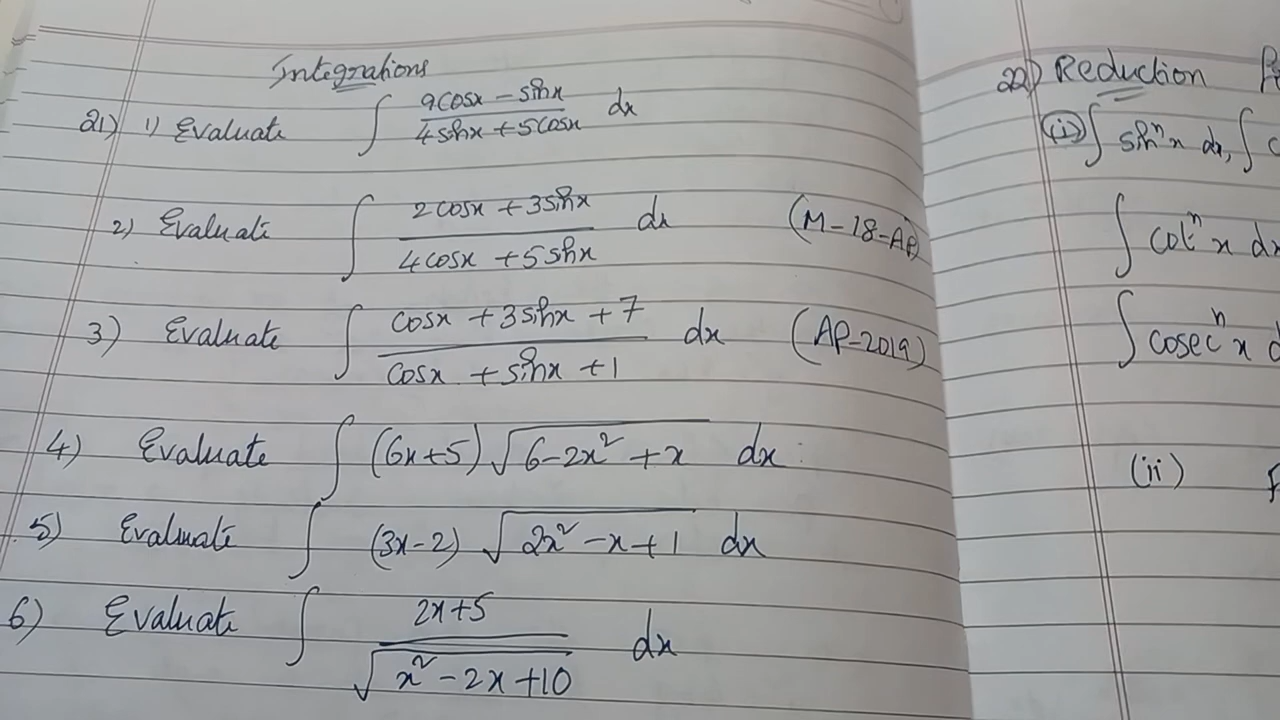 Integrations
21) 1) Evaluate ∫ (9cosx - sinx)/(4sinx + 5cosx) dx
2) Evaluate ∫ (2cosx + 3sinx)/(4cosx + 5sinx) dx (M-18-AP)
3) Evaluate ∫ (cosx + 3sinx + 7)/(cosx + sinx + 1) dx (AP-2019)
4) Evaluate ∫ (6x+5) √(6-2x²+x) dx
5) Evaluate ∫ (3x-2) √(2x²-x+1) dx
6) Evaluate ∫ (2x+5)/√(x²-2x+10) dx
22) Reduction
(i) ∫ sinⁿx dx, ∫
∫ cotⁿx dx
∫ cosecⁿx d
(ii)